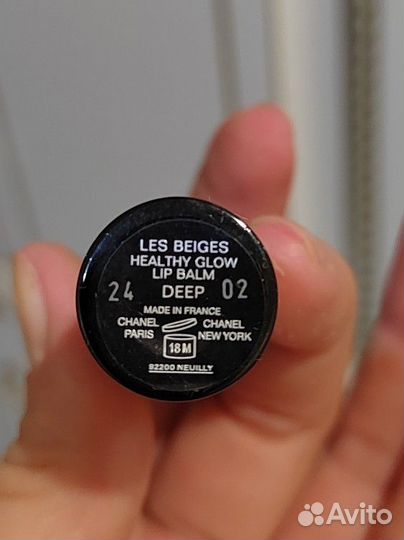 LES BEIGES
HEALTHY GLOW
LIP BALM
24 DEEP 02
MADE IN FRANCE
CHANEL CHANEL
PARIS NEW YORK
18M
92200 NEUILLY
Avito